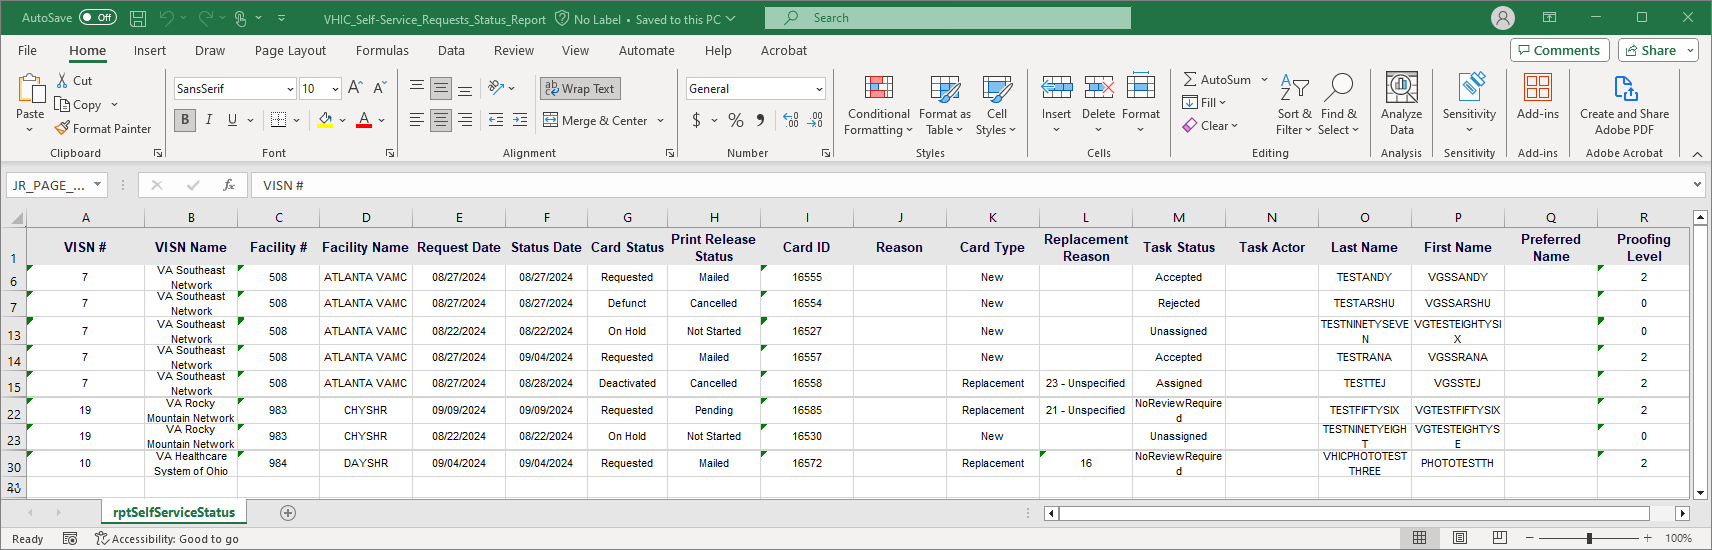 AutoSave Off VHIC_Self-Service_Requests_Status_Report No Label • Saved to this PC Search
File Home Insert Draw Page Layout Formulas Data Review View Automate Help Acrobat Comments Share
Paste Cut Copy Format Painter
SansSerif 10
B I U A
Wrap Text
Merge & Center
General
$ % ,
Conditional Formatting
Format as Table
Cell Styles
Insert Delete Format
AutoSum
Fill
Clear
Sort & Filter
Find & Select
Analyze Data
Sensitivity
Add-ins
Create and Share Adobe PDF
Clipboard Font Alignment Number Styles Cells Editing Analysis Sensitivity Add-ins Adobe Acrobat
JR_PAGE_... fx VISN #
A B C D E F G H I J K L M N O P Q R
1 VISN # VISN Name Facility # Facility Name Request Date Status Date Card Status Print Release Status Card ID Reason Card Type Replacement Reason Task Status Task Actor Last Name First Name Preferred Name Proofing Level
6 7 VA Southeast Network 508 ATLANTA VAMC 08/27/2024 08/27/2024 Requested Mailed 16555 New Accepted TESTANDY VGSSANDY 2
7 7 VA Southeast Network 508 ATLANTA VAMC 08/27/2024 08/27/2024 Defunct Cancelled 16554 New Rejected TESTARSHU VGSSARSHU 0
13 7 VA Southeast Network 508 ATLANTA VAMC 08/22/2024 08/22/2024 On Hold Not Started 16527 New Unassigned TESTNINETYSEVEN VGTESTEIGHTYSIX 0
14 7 VA Southeast Network 508 ATLANTA VAMC 08/27/2024 09/04/2024 Requested Mailed 16557 New Accepted TESTRANA VGSSRANA 2
15 7 VA Southeast Network 508 ATLANTA VAMC 08/27/2024 08/28/2024 Deactivated Cancelled 16558 Replacement 23 - Unspecified Assigned TESTTEJ VGSSTEJ 2
22 19 VA Rocky Mountain Network 983 CHYSHR 09/09/2024 09/09/2024 Requested Pending 16585 Replacement 21 - Unspecified NoReviewRequired TESTFIFTYSIX VGTESTFIFTYSIX 2
23 19 VA Rocky Mountain Network 983 CHYSHR 08/22/2024 08/22/2024 On Hold Not Started 16530 New Unassigned TESTNINETYEIGHT VGTESTEIGHTYSE 0
30 10 VA Healthcare System of Ohio 984 DAYSHR 09/04/2024 09/04/2024 Requested Mailed 16572 Replacement 16 NoReviewRequired VHICPHOTOTEST THREE PHOTOTESTTH 2
rptSelfServiceStatus
Ready Accessibility: Good to go 100%